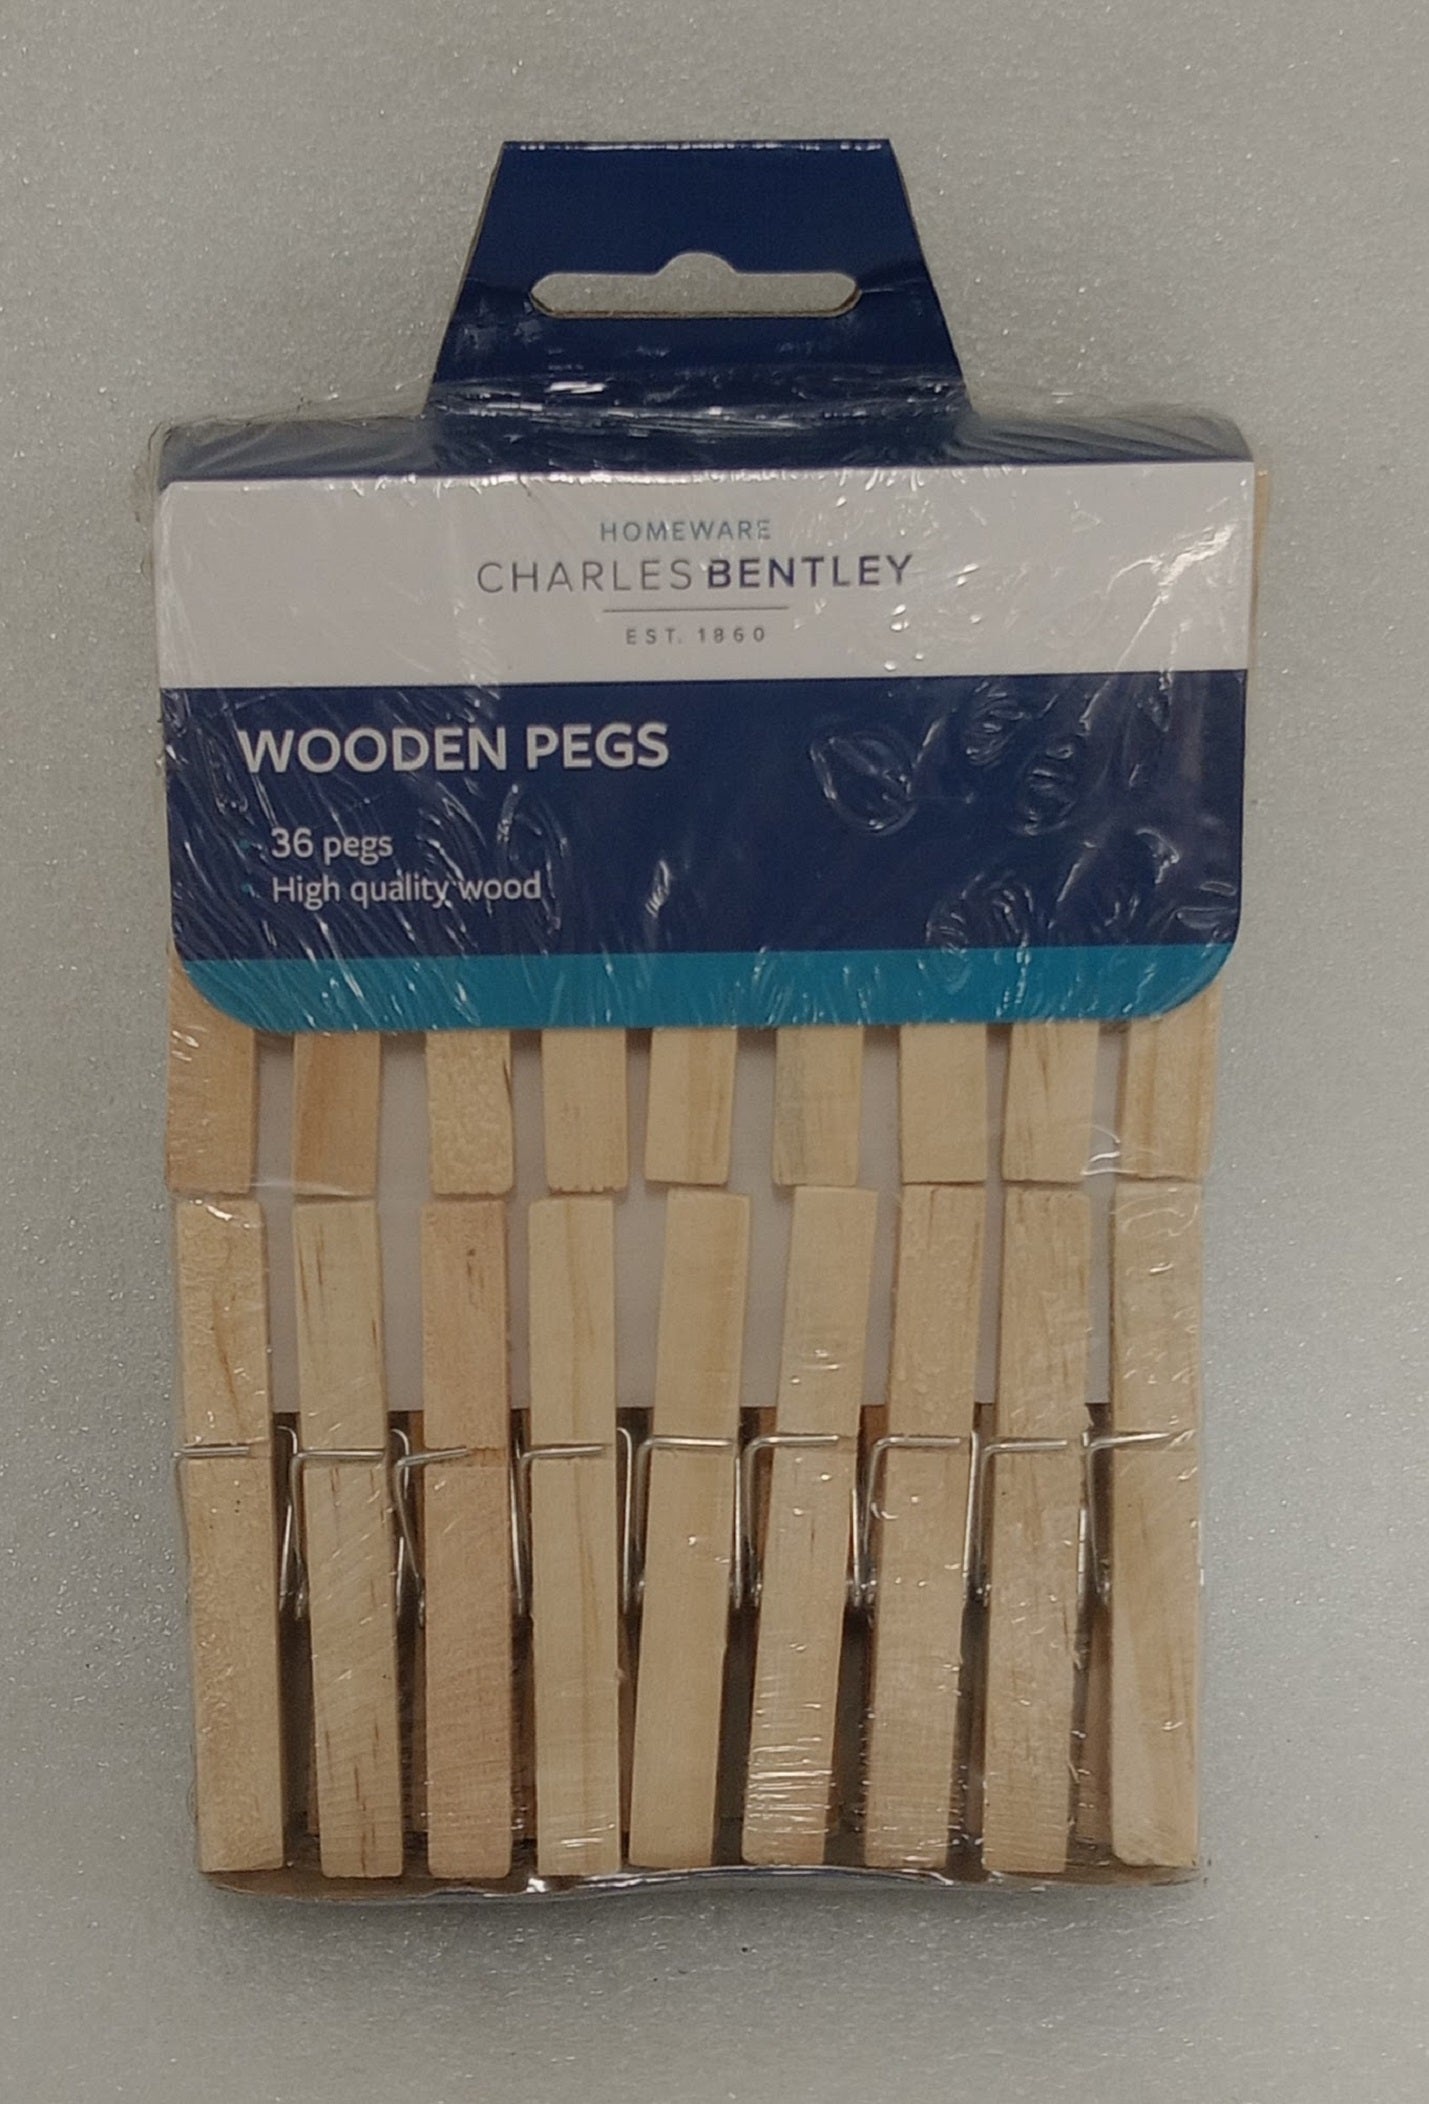 HOMEWARE
CHARLES BENTLEY
EST. 1860
WOODEN PEGS
36 pegs
High quality wood